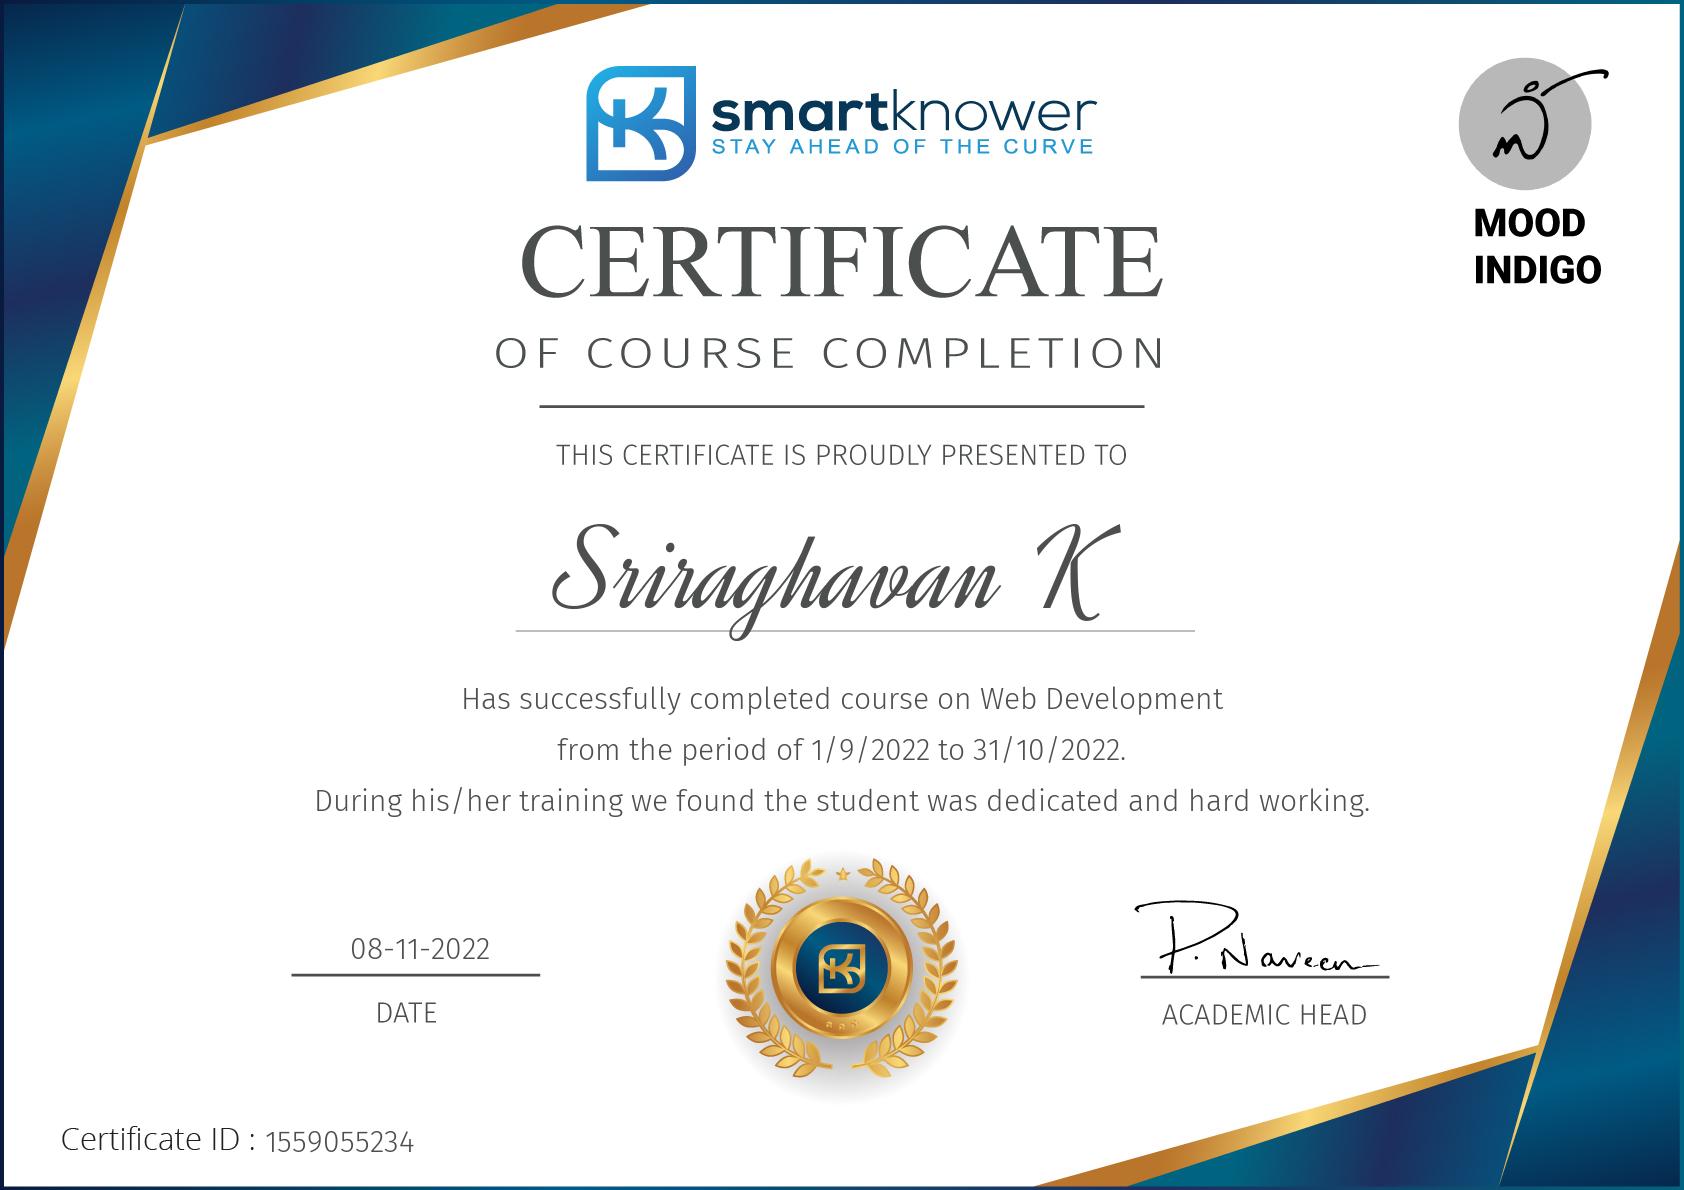 smartknower
STAY AHEAD OF THE CURVE
MOOD
INDIGO
CERTIFICATE
OF COURSE COMPLETION
THIS CERTIFICATE IS PROUDLY PRESENTED TO
Sriraghavan K
Has successfully completed course on Web Development
from the period of 1/9/2022 to 31/10/2022.
During his/her training we found the student was dedicated and hard working.
08-11-2022
DATE
P. Naveen
ACADEMIC HEAD
Certificate ID : 1559055234